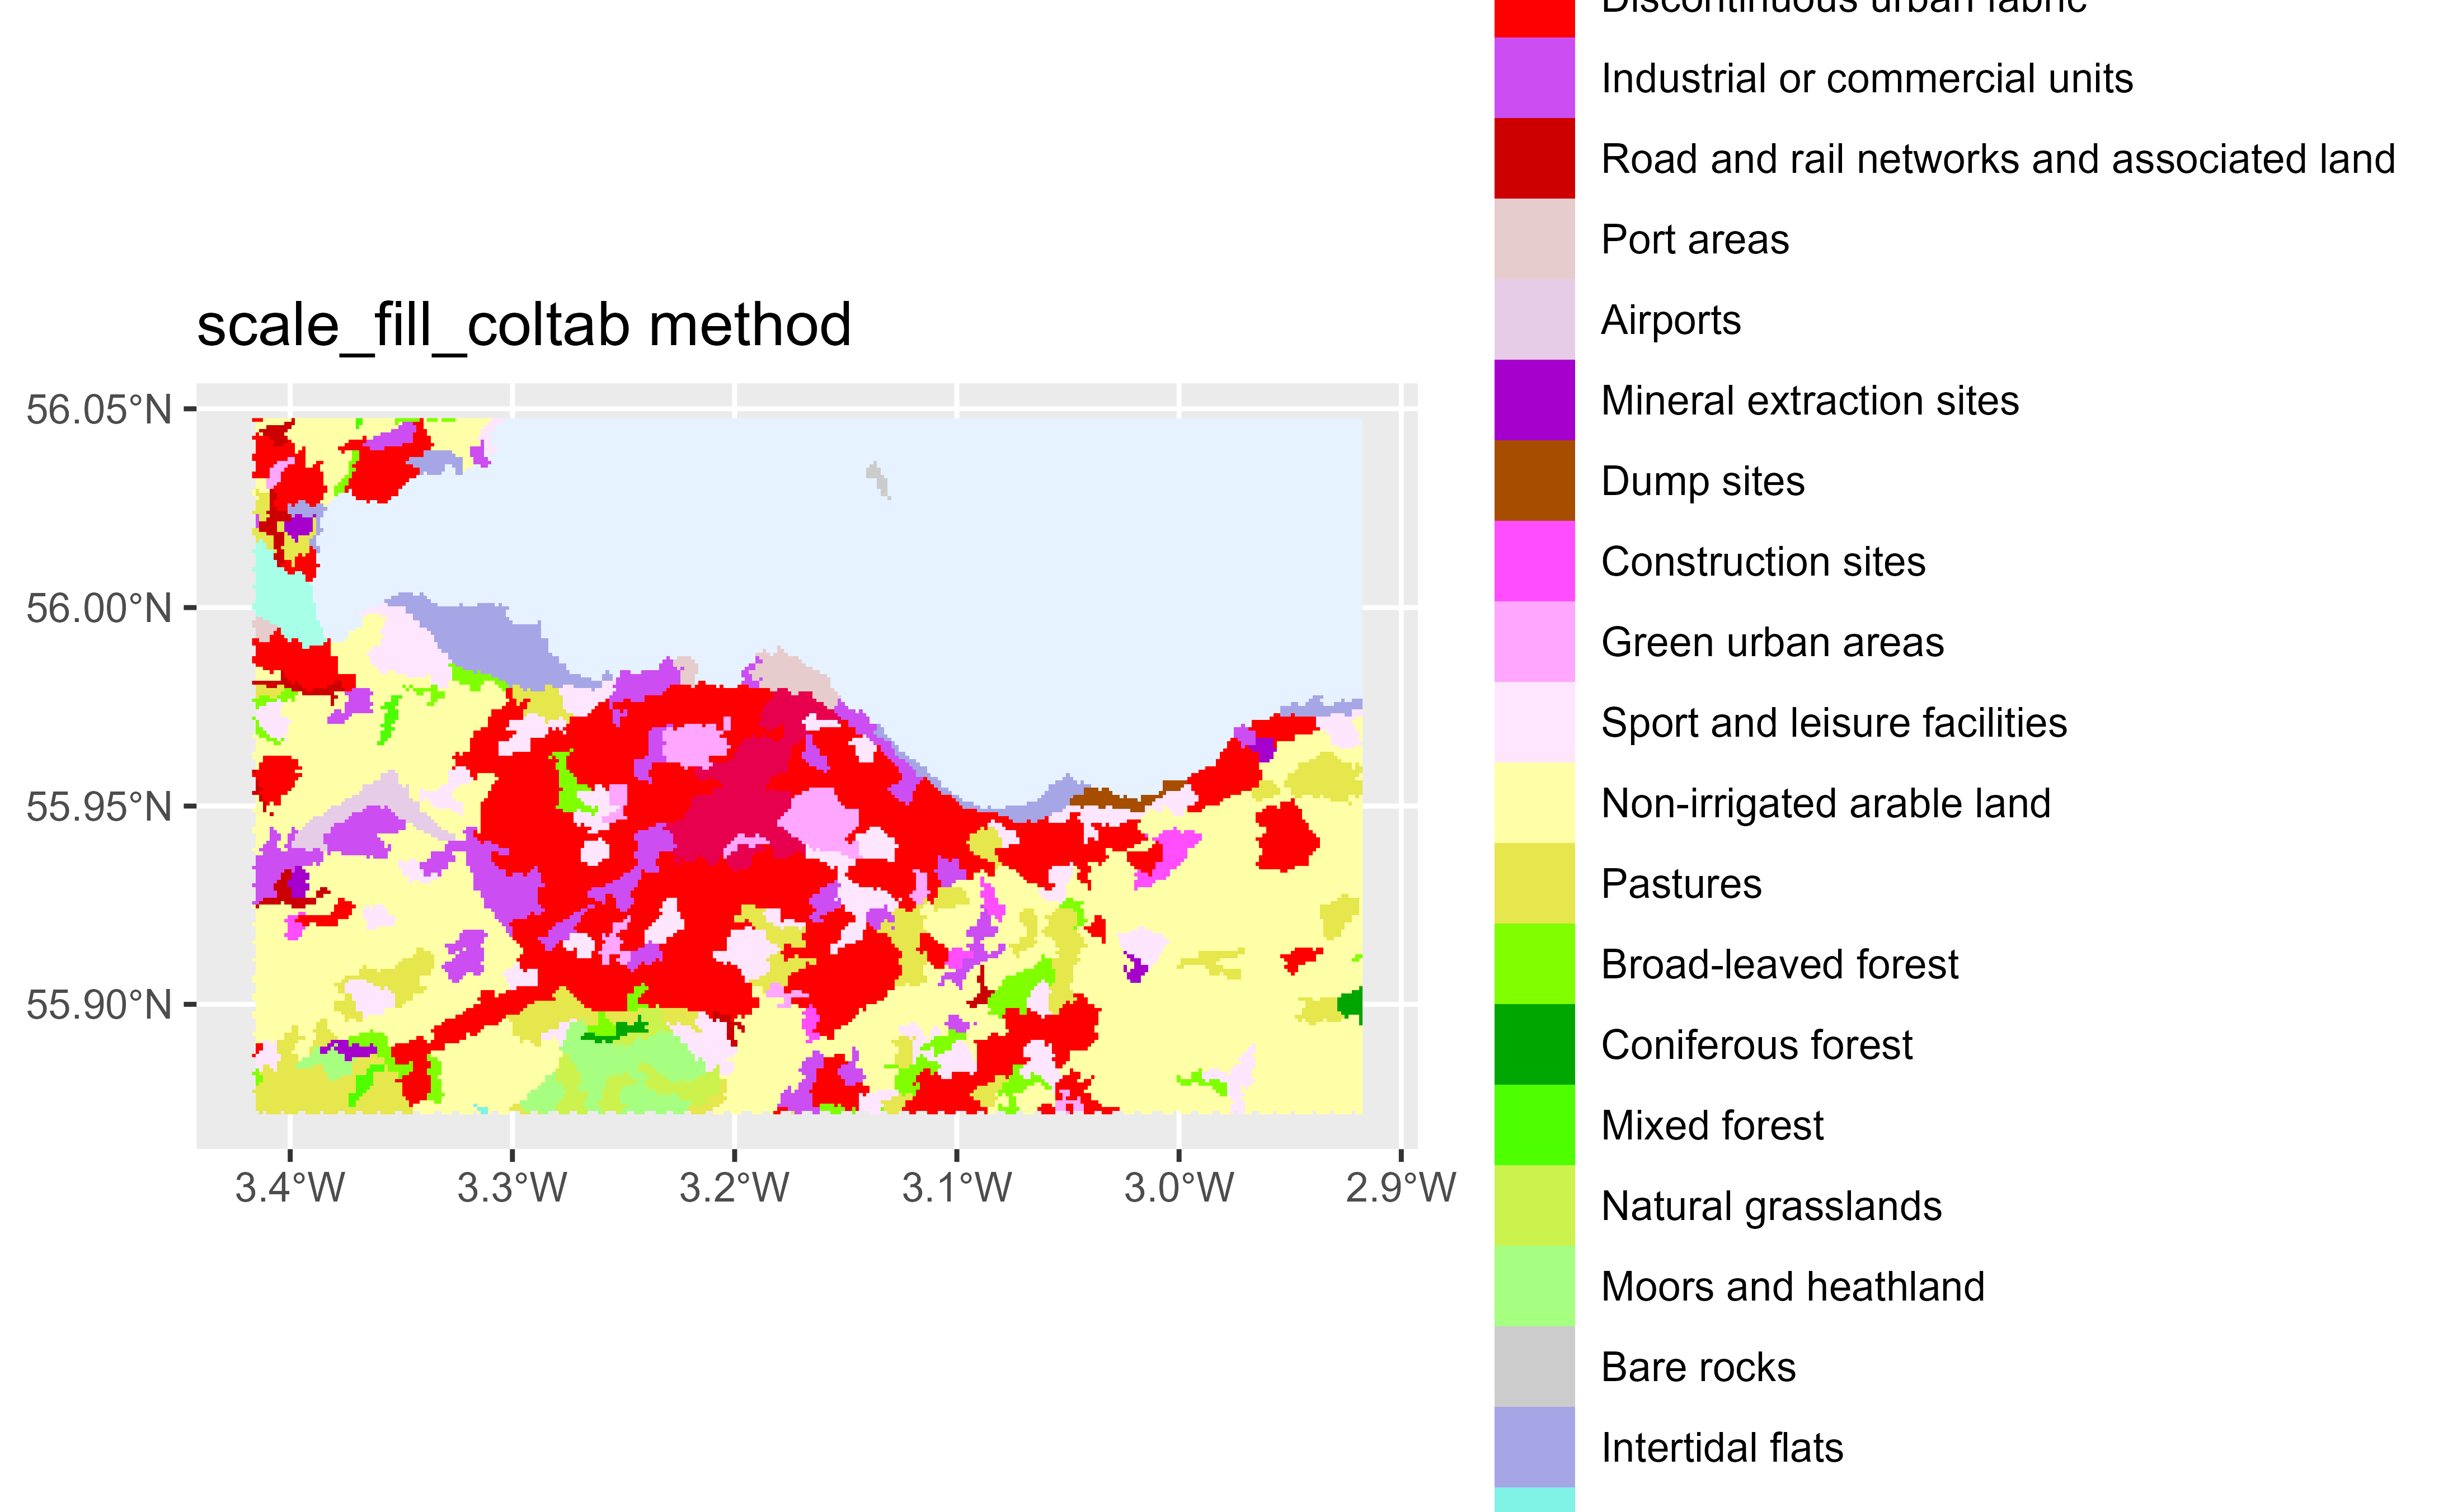 Discontinuous urban fabric
Industrial or commercial units
Road and rail networks and associated land
Port areas
Airports
Mineral extraction sites
Dump sites
Construction sites
Green urban areas
Sport and leisure facilities
Non-irrigated arable land
Pastures
Broad-leaved forest
Coniferous forest
Mixed forest
Natural grasslands
Moors and heathland
Bare rocks
Intertidal flats
scale_fill_coltab method
56.05°N
56.00°N
55.95°N
55.90°N
3.4°W 3.3°W 3.2°W 3.1°W 3.0°W 2.9°W